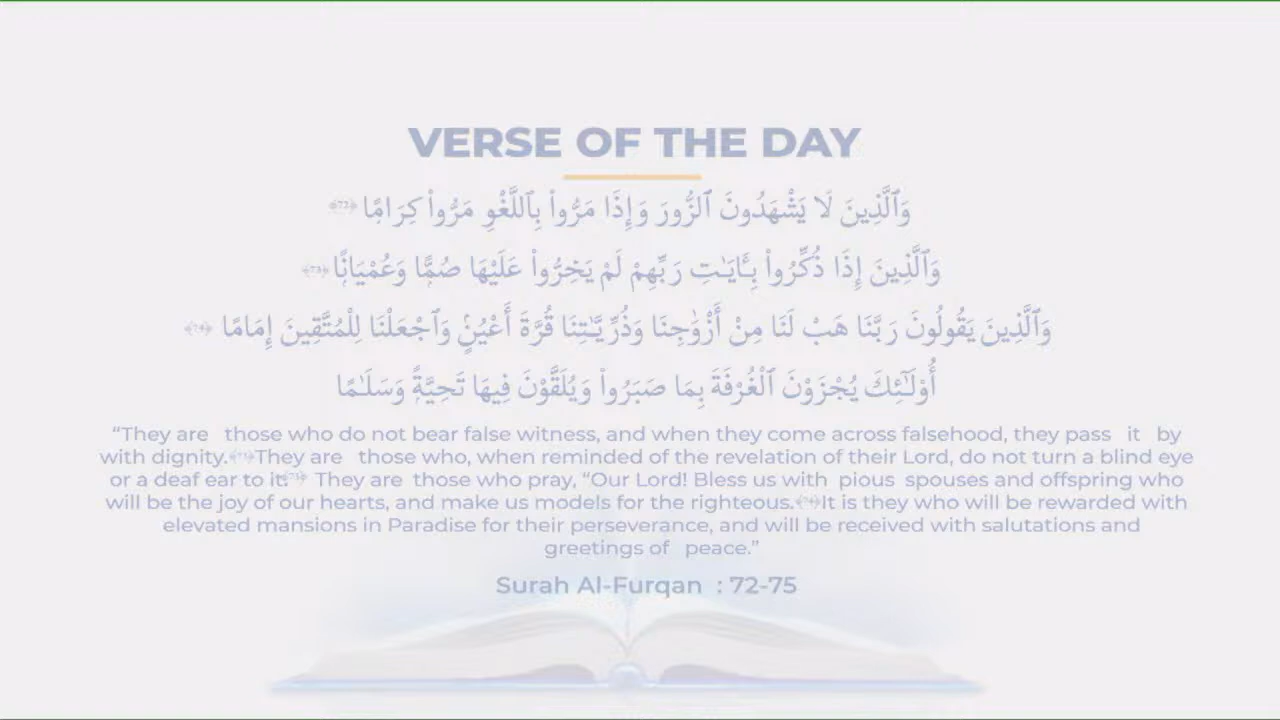 VERSE OF THE DAY
وَٱلَّذِينَ لَا يَشْهَدُونَ ٱلزُّورَ وَإِذَا مَرُّوا۟ بِٱللَّغْوِ مَرُّوا۟ كِرَامًۭا ﴿72﴾
وَٱلَّذِينَ إِذَا ذُكِّرُوا۟ بِـَٔايَـٰتِ رَبِّهِمْ لَمْ يَخِرُّوا۟ عَلَيْهَا صُمًّۭا وَعُمْيَانًۭا ﴿73﴾
وَٱلَّذِينَ يَقُولُونَ رَبَّنَا هَبْ لَنَا مِنْ أَزْوَٰجِنَا وَذُرِّيَّـٰتِنَا قُرَّةَ أَعْيُنٍۢ وَٱجْعَلْنَا لِلْمُتَّقِينَ إِمَامًا ﴿74﴾
أُو۟لَـٰٓئِكَ يُجْزَوْنَ ٱلْغُرْفَةَ بِمَا صَبَرُوا۟ وَيُلَقَّوْنَ فِيهَا تَحِيَّةًۭ وَسَلَـٰمًا
“They are those who do not bear false witness, and when they come across falsehood, they pass it by
with dignity. They are those who, when reminded of the revelation of their Lord, do not turn a blind eye
or a deaf ear to it. They are those who pray, “Our Lord! Bless us with pious spouses and offspring who
will be the joy of our hearts, and make us models for the righteous. It is they who will be rewarded with
elevated mansions in Paradise for their perseverance, and will be received with salutations and
greetings of peace.”
Surah Al-Furqan : 72-75